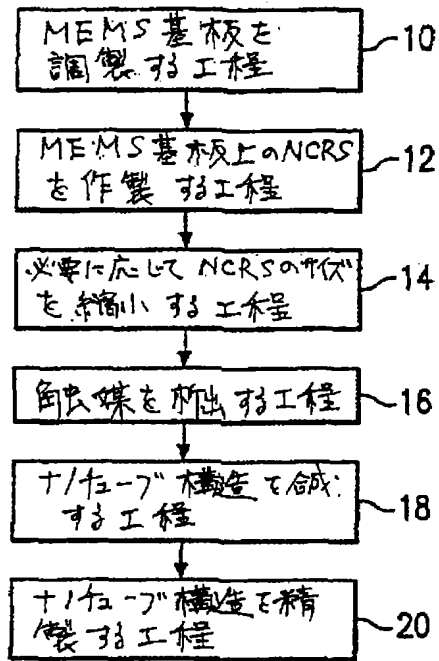 MEMS基板を
調製する工程
10
MEMS基板上のNCRS
を作製する工程
12
必要に応じてNCRSのサイズ
を縮小する工程
14
触媒を析出する工程
16
ナノチューブ構造を合成
する工程
18
ナノチューブ構造を精
製する工程
20